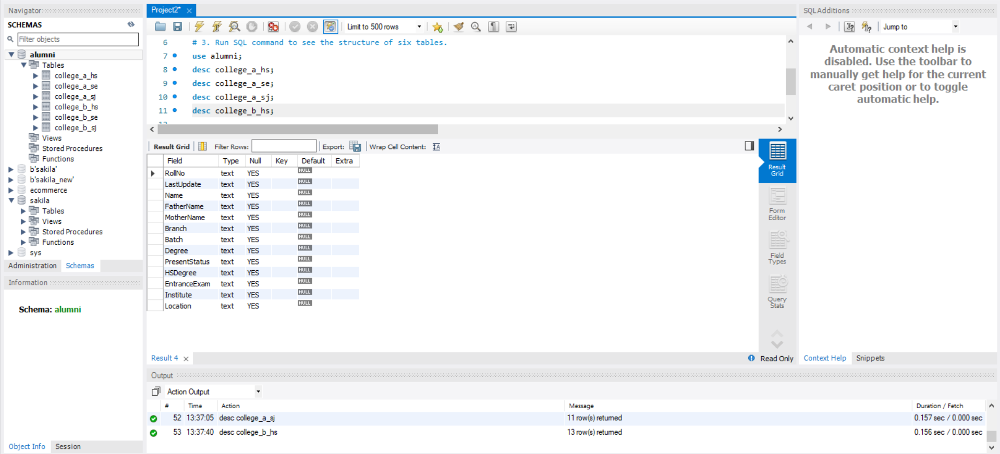 Navigator
SCHEMAS
Filter objects
alumni
Tables
college_a_hs
college_a_se
college_a_sj
college_b_hs
college_b_se
college_b_sj
Views
Stored Procedures
Functions
b'sakila'
b'sakila_new'
ecommerce
sakila
Tables
Views
Stored Procedures
Functions
sys
Administration Schemas
Information
Schema: alumni
Object Info Session
Project2*
Limit to 500 rows
6 # 3. Run SQL command to see the structure of six tables.
7 use alumni;
8 desc college_a_hs;
9 desc college_a_se;
10 desc college_a_sj;
11 desc college_b_hs;
12
Result Grid Filter Rows: Export: Wrap Cell Content:
Field Type Null Key Default Extra
RollNo text YES NULL
LastUpdate text YES NULL
Name text YES NULL
FatherName text YES NULL
MotherName text YES NULL
Branch text YES NULL
Batch text YES NULL
Degree text YES NULL
PresentStatus text YES NULL
HSDegree text YES NULL
EntranceExam text YES NULL
Institute text YES NULL
Location text YES NULL
Result
Grid
Form
Editor
Field
Types
Query
Stats
Result 4 Read Only
Output
Action Output
# Time Action Message Duration / Fetch
52 13:37:05 desc college_a_sj 11 row(s) returned 0.157 sec / 0.000 sec
53 13:37:40 desc college_b_hs 13 row(s) returned 0.156 sec / 0.000 sec
SQLAdditions
Jump to
Automatic context help is
disabled. Use the toolbar to
manually get help for the current
caret position or to toggle
automatic help.
Context Help Snippets